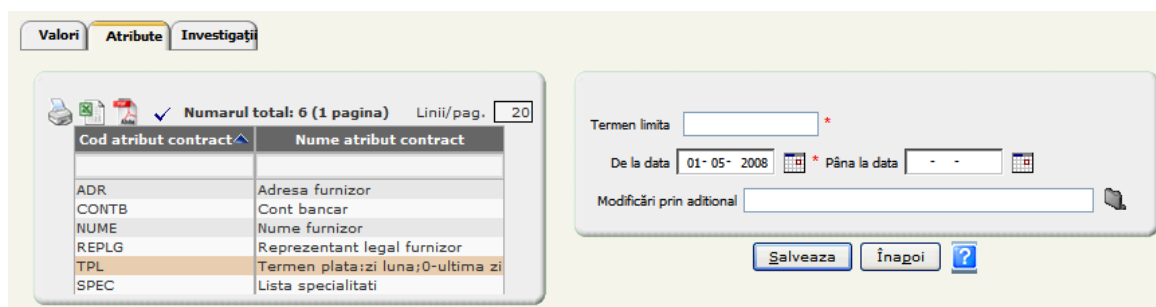 Valori Atribute Investigații
Numarul total: 6 (1 pagina) Linii/pag. 20
Cod atribut contract Nume atribut contract
ADR Adresa furnizor
CONTB Cont bancar
NUME Nume furnizor
REPLG Reprezentant legal furnizor
TPL Termen plata:zi luna;0-ultima zi
SPEC Lista specialitati
Termen limita *
De la data 01- 05- 2008 * Pâna la data - -
Modificări prin aditional
Salveaza Înapoi ?